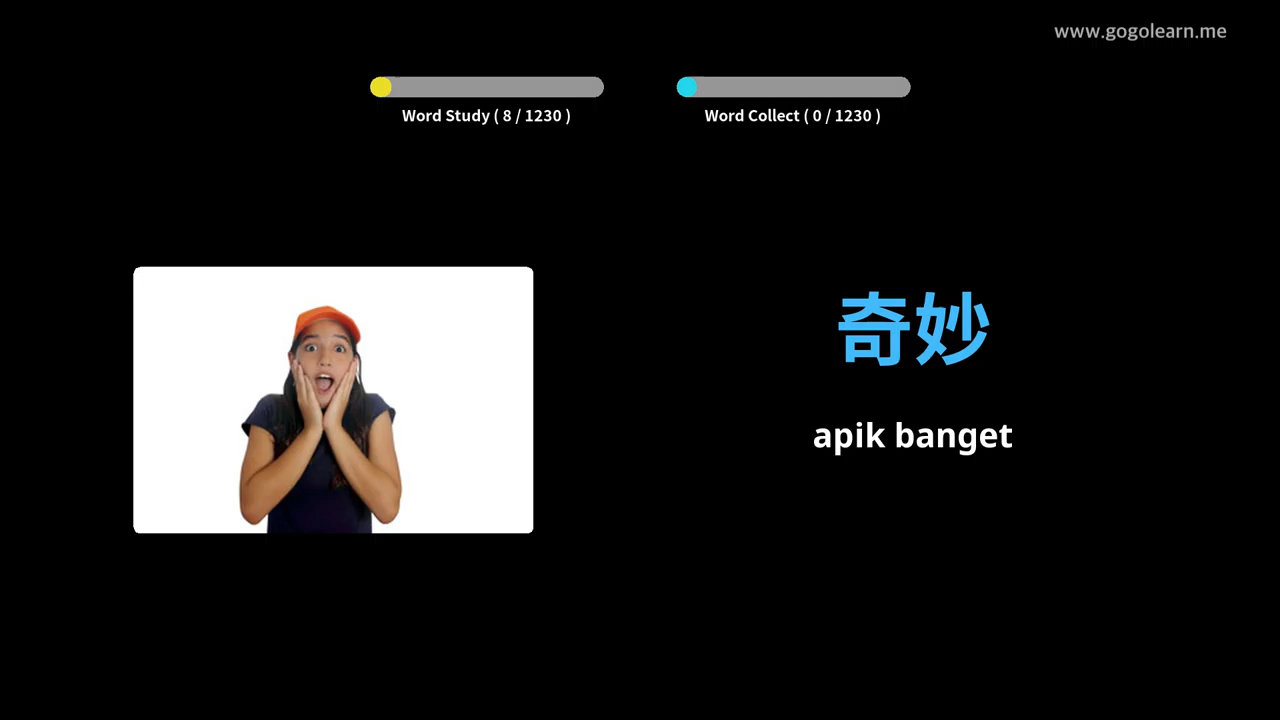 www.gogolearn.me
Word Study ( 8 / 1230 )
Word Collect ( 0 / 1230 )
奇妙
apik banget